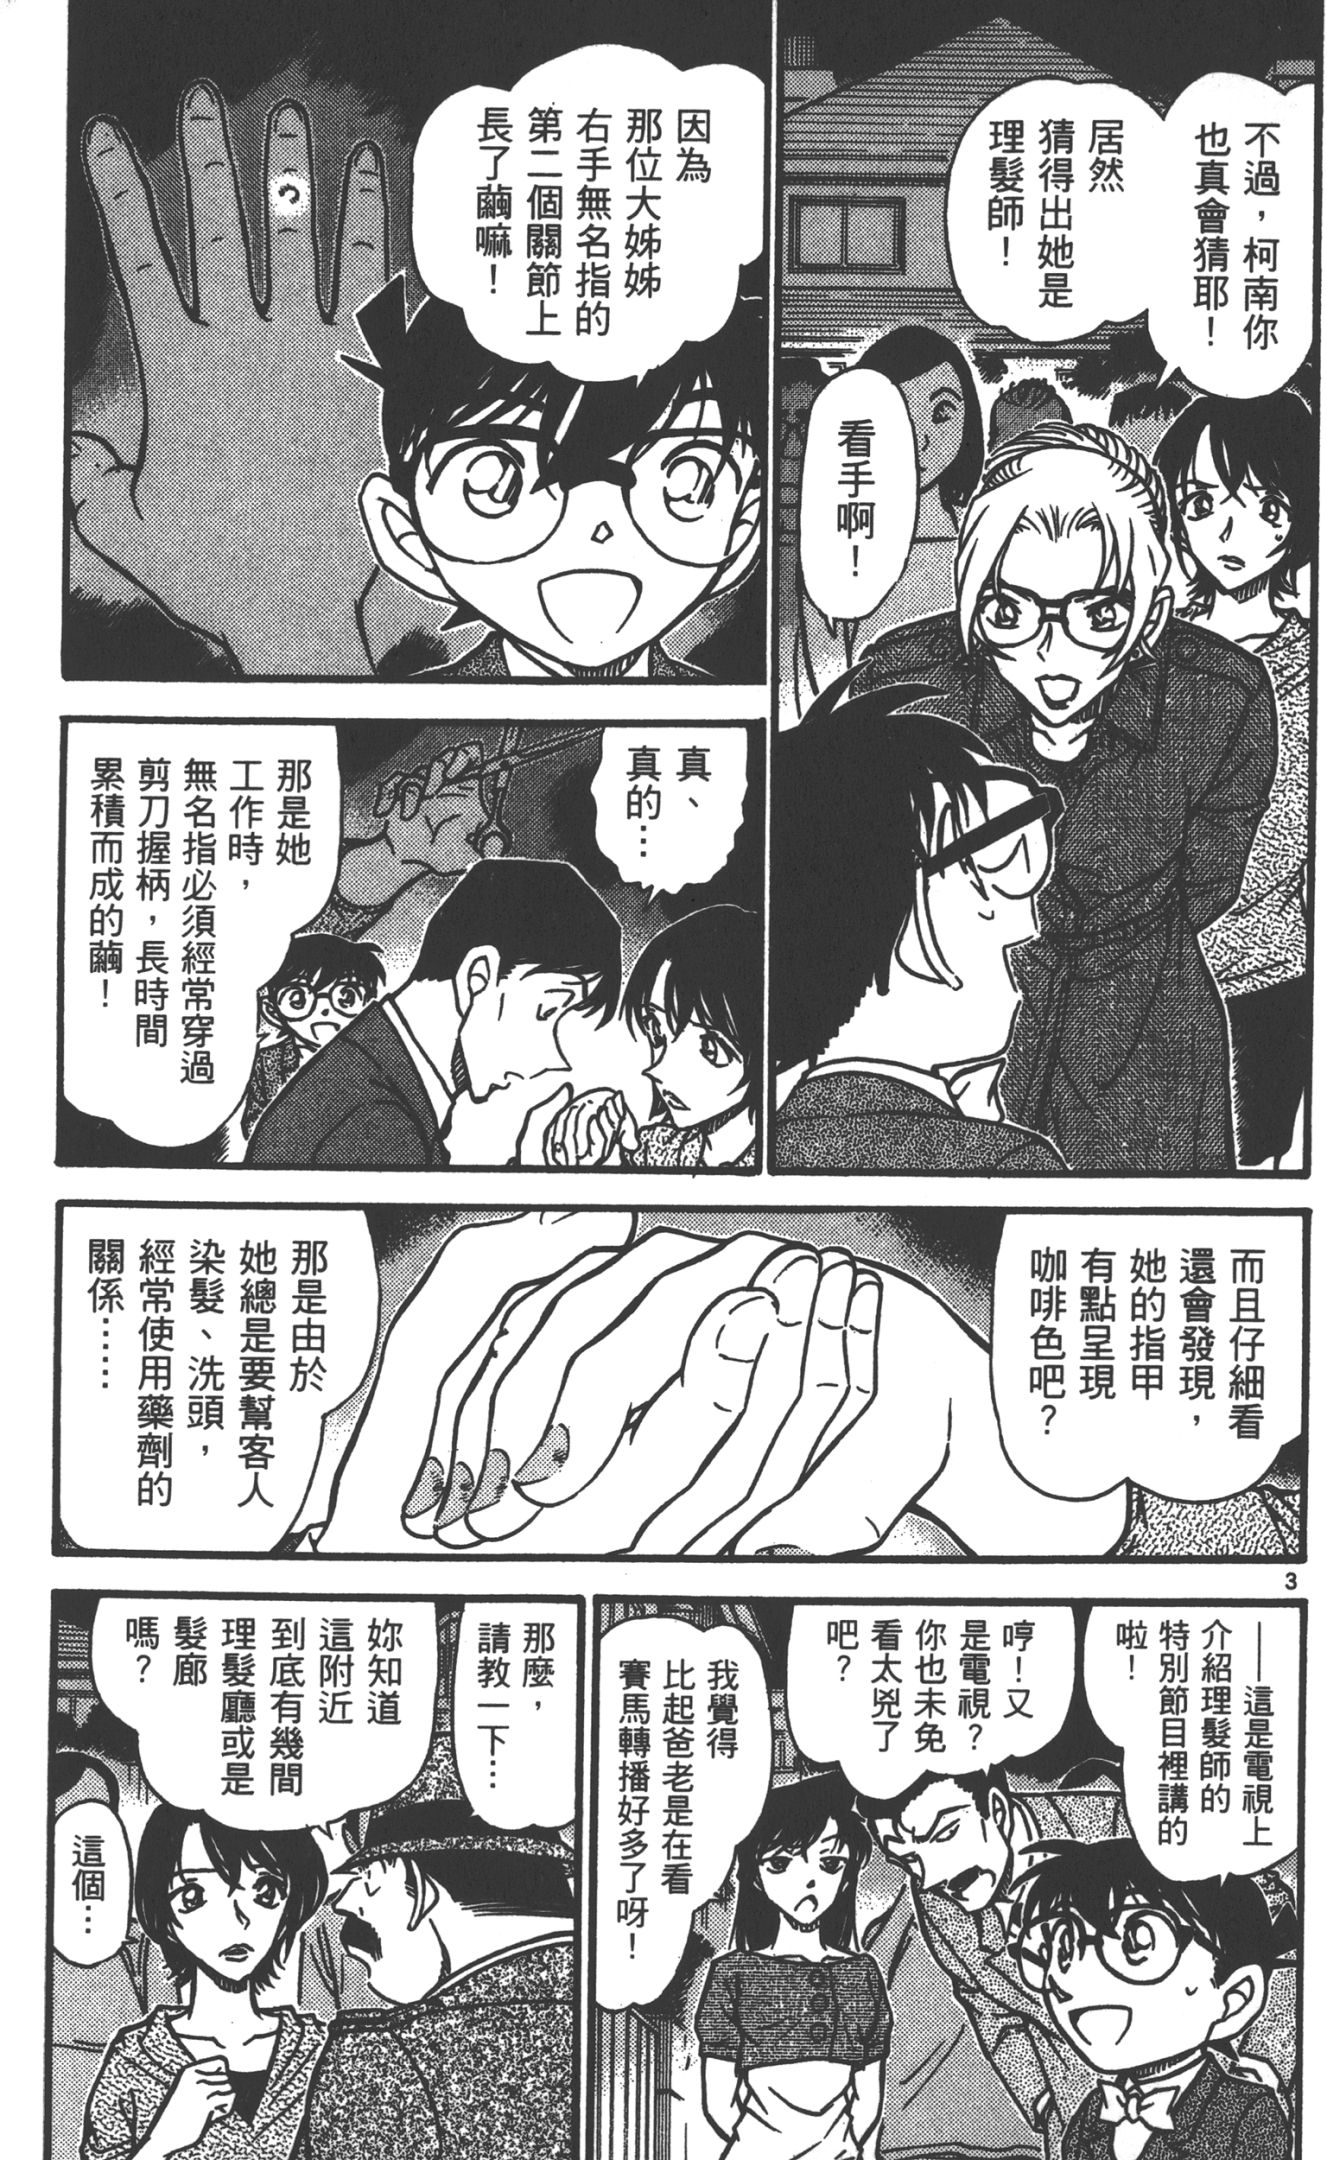 不過，柯南你
也真會猜耶！
居然
猜得出她是
理髮師！
看手啊！
因為
那位大姊姊
右手無名指的
第二個關節上
長了繭嘛！
真、
真的…
那是她
工作時，
無名指必須經常穿過
剪刀握柄，長時間
累積而成的繭！
而且仔細看
還會發現，
她的指甲
有點呈現
咖啡色吧？
那是由於
她總是要幫客人
染髮、洗頭，
經常使用藥劑的
關係……
3
——這是電視上
介紹理髮師的
特別節目裡講的
啦！
哼！又
是電視？
你也未免
看太兇了
吧？
我覺得
比起爸老是在看
賽馬轉播好多了呀！
那麼，
請教一下…
妳知道
這附近
到底有幾間
理髮廳或是
髮廊
嗎？
這個…